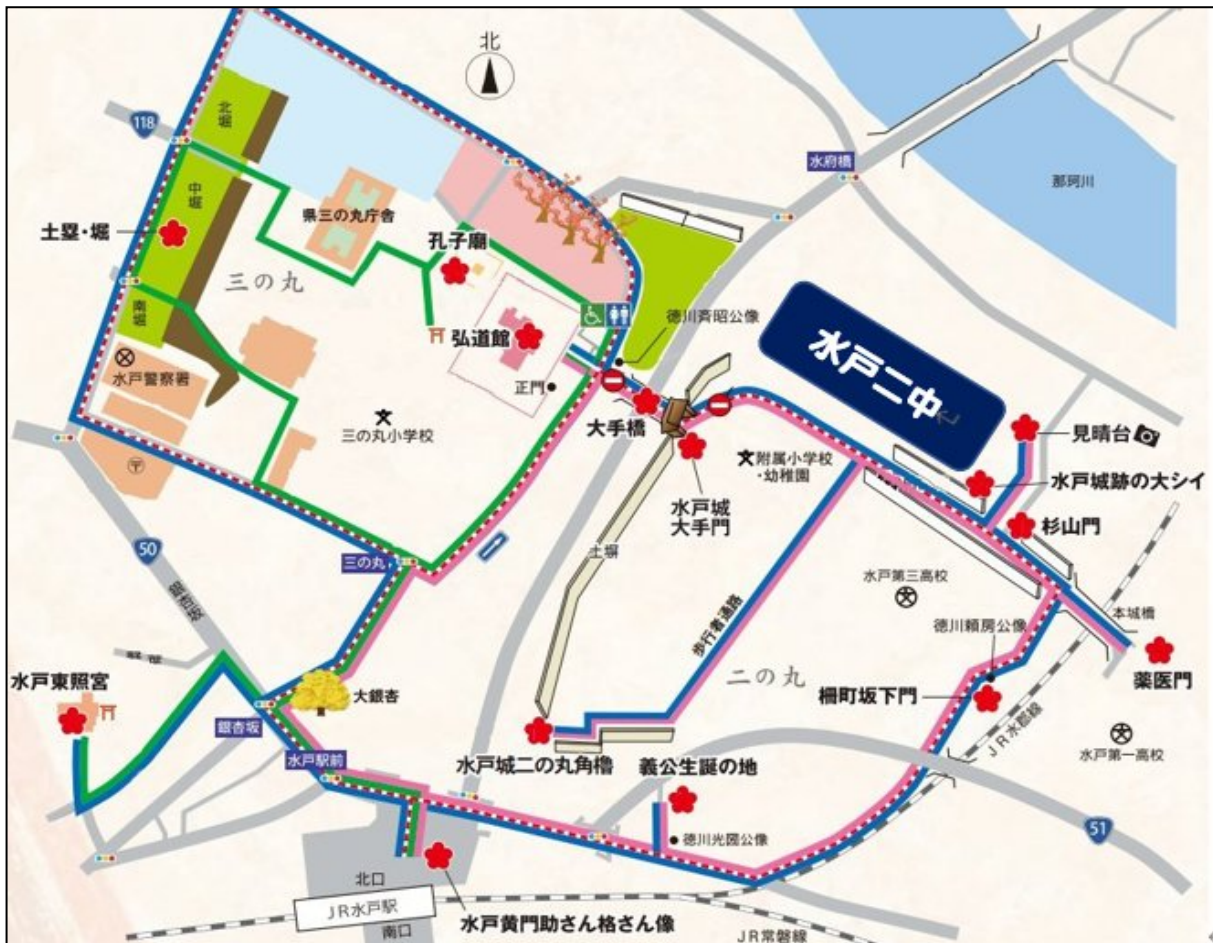 北
118
北堀
水府橋
那珂川
中堀
県三の丸庁舎
土塁・堀
孔子廟
三の丸
南堀
弘道館
徳川斉昭公像
水戸二中
水戸警察署
正門
三の丸小学校
大手橋
見晴台
附属小学校
・幼稚園
水戸城跡の大シイ
水戸城
大手門
杉山門
50
三の丸
土塀
水戸第三高校
銀杏坂
歩行者通路
徳川頼房公像
本城橋
二の丸
水戸東照宮
大銀杏
柵町坂下門
薬医門
JR水郡線
銀杏坂
水戸駅前
水戸城二の丸角櫓
義公生誕の地
水戸第一高校
徳川光圀公像
51
北口
JR水戸駅
南口
水戸黄門助さん格さん像
JR常磐線